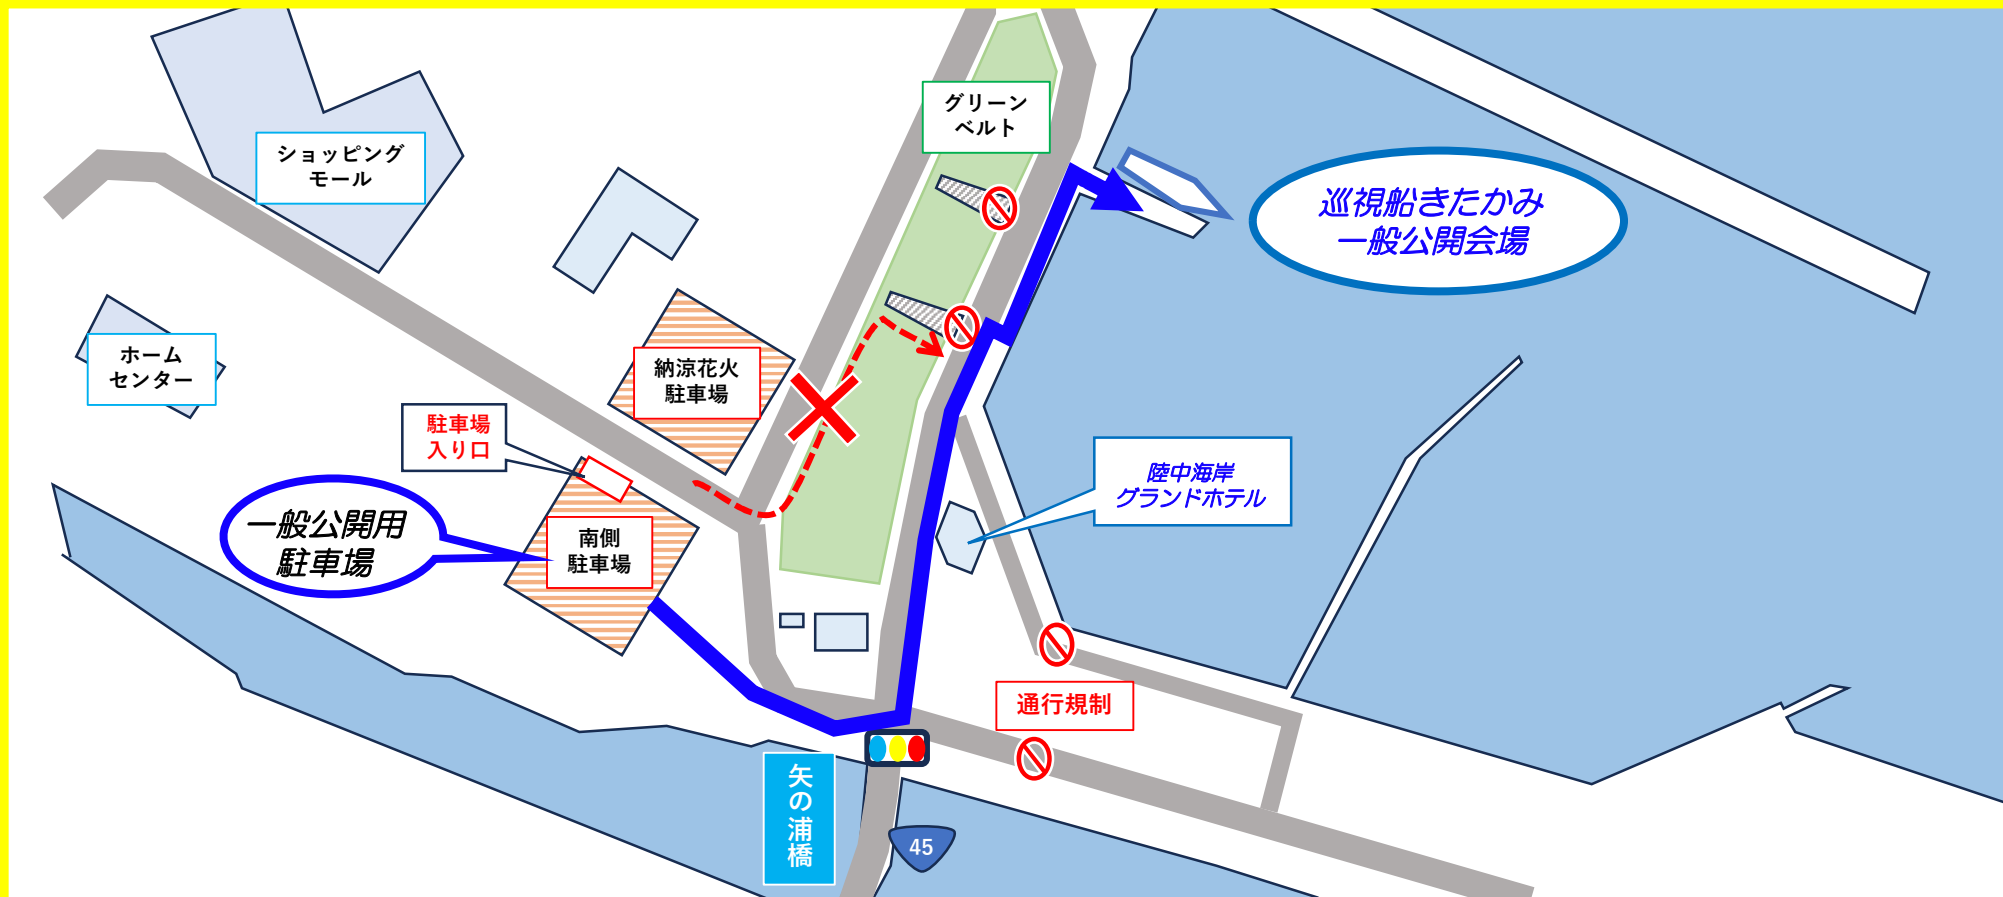 グリーン
ベルト
ショッピング
モール
巡視船きたかみ
一般公開会場
ホーム
センター
納涼花火
駐車場
駐車場
入り口
陸中海岸
グランドホテル
一般公開用
駐車場
南側
駐車場
通行規制
矢の浦橋
45